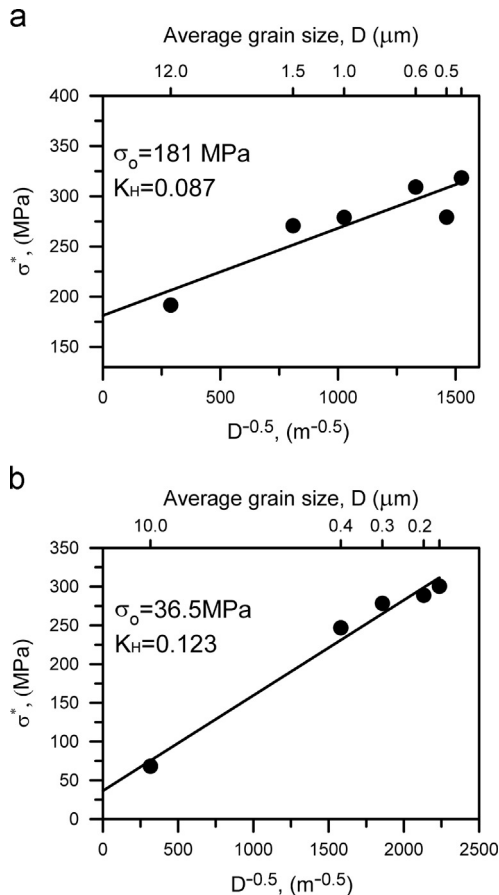 a
Average grain size, D (μm)
12.0 1.5 1.0 0.6 0.5
400
350
300
250
200
150
σ*, (MPa)
σo=181 MPa
KH=0.087
0 500 1000 1500
D-0.5, (m-0.5)
b
Average grain size, D (μm)
10.0 0.4 0.3 0.2
350
300
250
200
150
100
50
0
σ*, (MPa)
σo=36.5MPa
KH=0.123
0 500 1000 1500 2000 2500
D-0.5, (m-0.5)